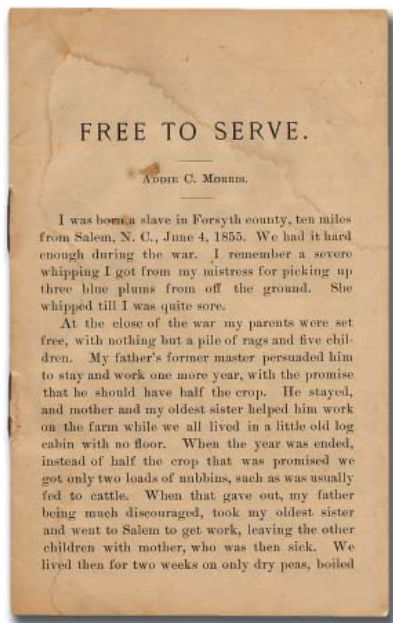 FREE TO SERVE.
ADDIE C. MORRIS.
I was born a slave in Forsyth county, ten miles
from Salem, N. C., June 4, 1855. We had it hard
enough during the war. I remember a severe
whipping I got from my mistress for picking up
three blue plums from off the ground. She
whipped till I was quite sore.
At the close of the war my parents were set
free, with nothing but a pile of rags and five chil-
dren. My father's former master persuaded him
to stay and work one more year, with the promise
that he should have half the crop. He stayed,
and mother and my oldest sister helped him work
on the farm while we all lived in a little old log
cabin with no floor. When the year was ended,
instead of half the crop that was promised we
got only two loads of nubbins, such as was usually
fed to cattle. When that gave out, my father
being much discouraged, took my oldest sister
and went to Salem to get work, leaving the other
children with mother, who was then sick. We
lived then for two weeks on only dry peas, boiled